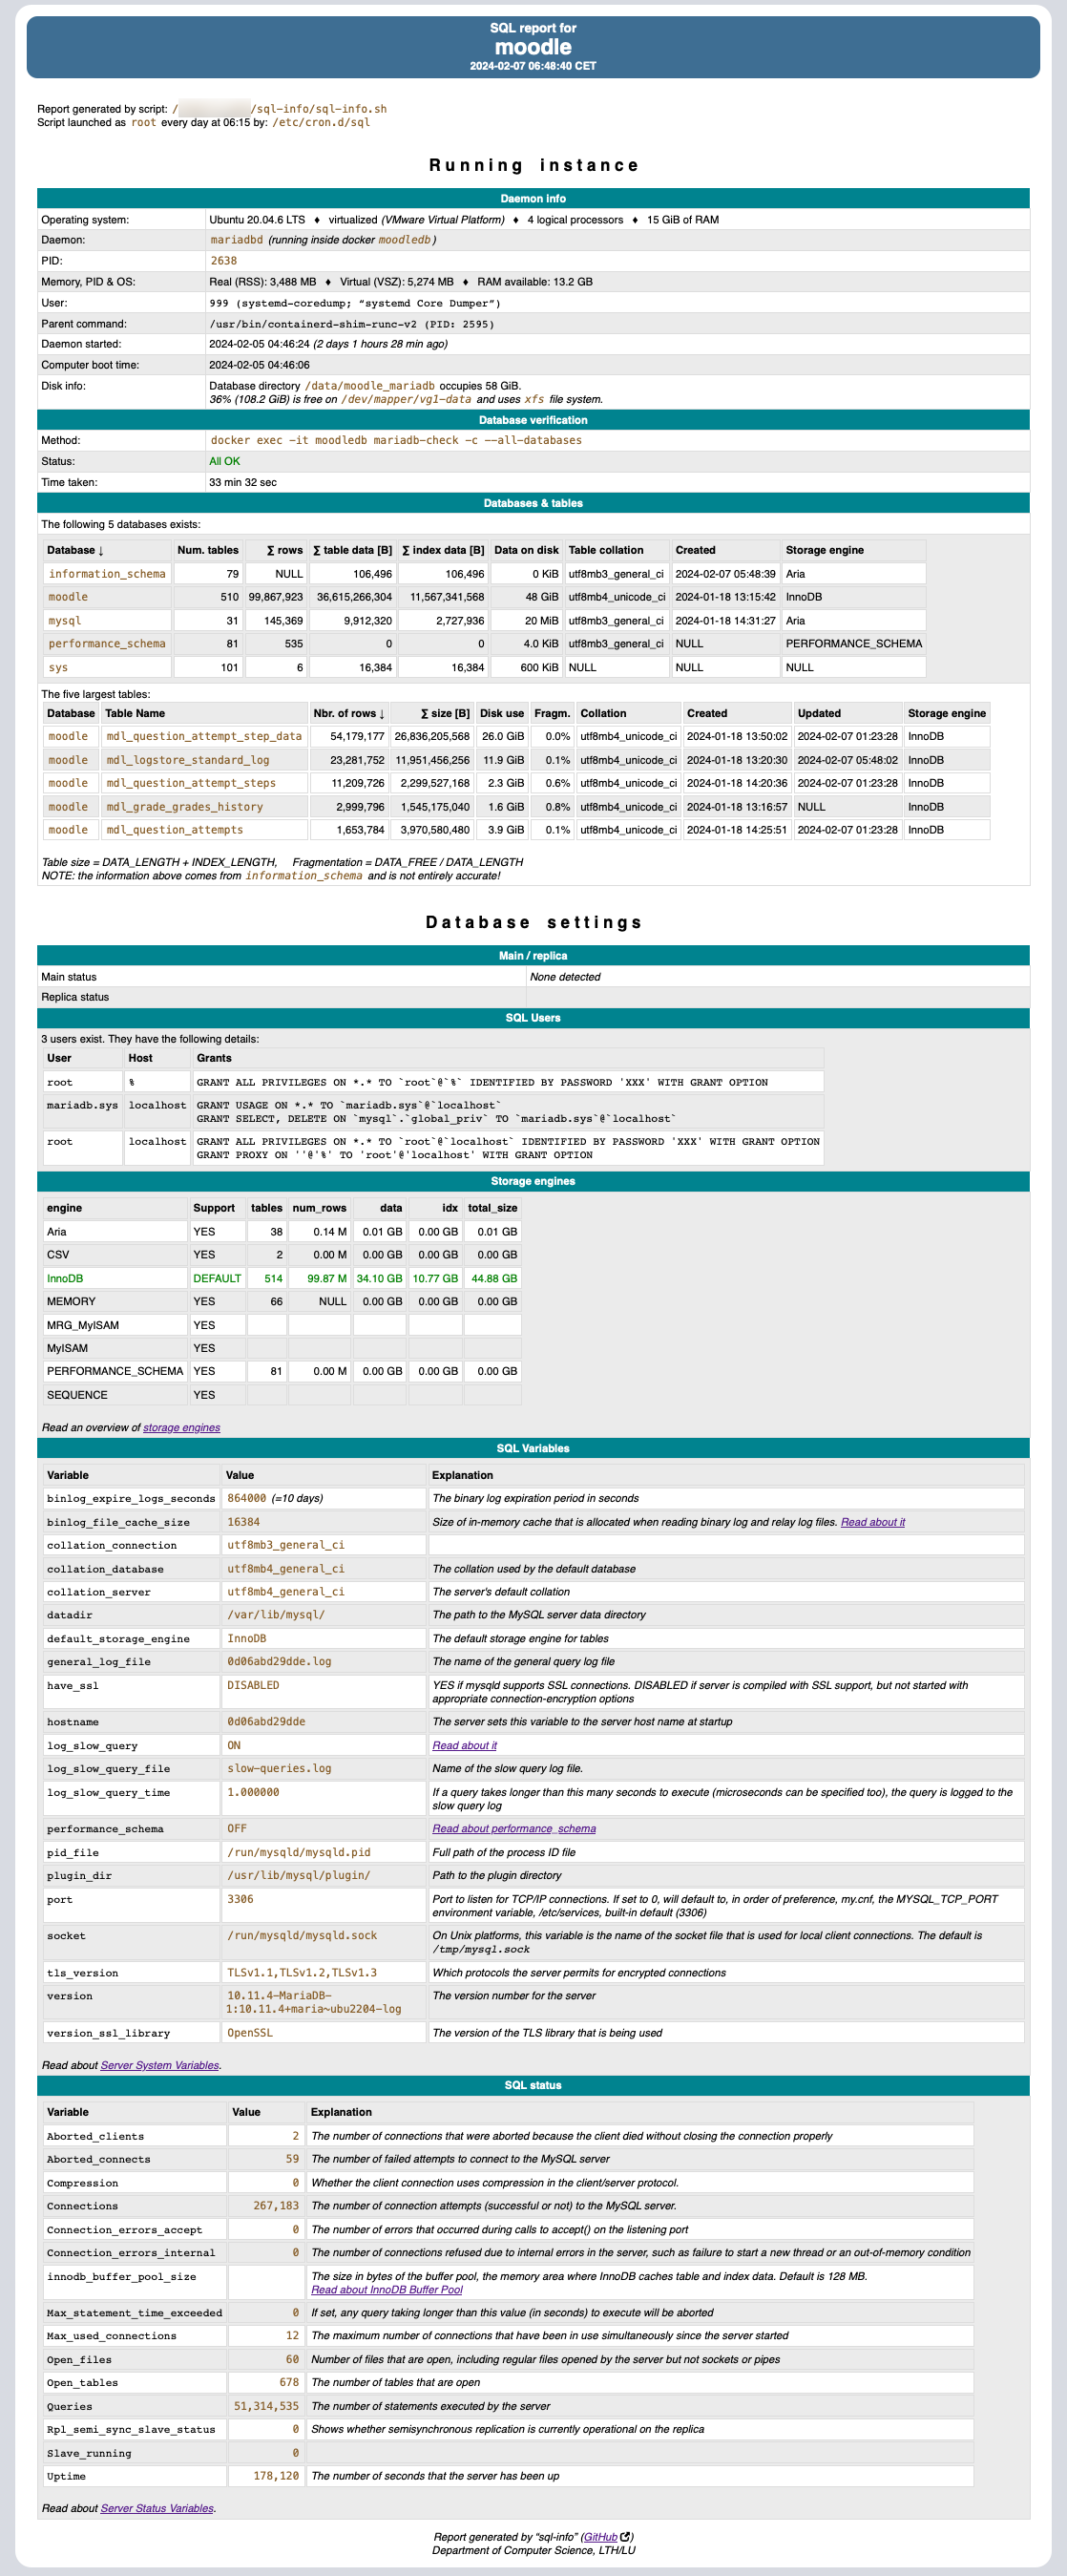 SQL report for
moodle
2024-02-07 06:48:40 CET
Report generated by script: / /sql-info/sql-info.sh
Script launched as root every day at 06:15 by: /etc/cron.d/sql
Running instance
Daemon info
Operating system: Ubuntu 20.04.6 LTS ♦ virtualized (VMware Virtual Platform) ♦ 4 logical processors ♦ 15 GiB of RAM
Daemon: mariadbd (running inside docker moodledb)
PID: 2638
Memory, PID & OS: Real (RSS): 3,488 MB ♦ Virtual (VSZ): 5,274 MB ♦ RAM available: 13.2 GB
User: 999 (systemd-coredump; “systemd Core Dumper”)
Parent command: /usr/bin/containerd-shim-runc-v2 (PID: 2595)
Daemon started: 2024-02-05 04:46:24 (2 days 1 hours 28 min ago)
Computer boot time: 2024-02-05 04:46:06
Disk info: Database directory /data/moodle_mariadb occupies 58 GiB.
36% (108.2 GiB) is free on /dev/mapper/vg1-data and uses xfs file system.
Database verification
Method: docker exec -it moodledb mariadb-check -c --all-databases
Status: All OK
Time taken: 33 min 32 sec
Databases & tables
The following 5 databases exists:
Database ↓ Num. tables ∑ rows ∑ table data [B] ∑ index data [B] Data on disk Table collation Created Storage engine
information_schema 79 NULL 106,496 106,496 0 KiB utf8mb3_general_ci 2024-02-07 05:48:39 Aria
moodle 510 99,867,923 36,615,266,304 11,567,341,568 48 GiB utf8mb4_unicode_ci 2024-01-18 13:15:42 InnoDB
mysql 31 145,369 9,912,320 2,727,936 20 MiB utf8mb3_general_ci 2024-01-18 14:31:27 Aria
performance_schema 81 535 0 0 4.0 KiB utf8mb3_general_ci NULL PERFORMANCE_SCHEMA
sys 101 6 16,384 16,384 600 KiB NULL NULL NULL
The five largest tables:
Database Table Name Nbr. of rows ↓ ∑ size [B] Disk use Fragm. Collation Created Updated Storage engine
moodle mdl_question_attempt_step_data 54,179,177 26,836,205,568 26.0 GiB 0.0% utf8mb4_unicode_ci 2024-01-18 13:50:02 2024-02-07 01:23:28 InnoDB
moodle mdl_logstore_standard_log 23,281,752 11,951,456,256 11.9 GiB 0.1% utf8mb4_unicode_ci 2024-01-18 13:20:30 2024-02-07 05:48:02 InnoDB
moodle mdl_question_attempt_steps 11,209,726 2,299,527,168 2.3 GiB 0.6% utf8mb4_unicode_ci 2024-01-18 14:20:36 2024-02-07 01:23:28 InnoDB
moodle mdl_grade_grades_history 2,999,796 1,545,175,040 1.6 GiB 0.8% utf8mb4_unicode_ci 2024-01-18 13:16:57 NULL InnoDB
moodle mdl_question_attempts 1,653,784 3,970,580,480 3.9 GiB 0.1% utf8mb4_unicode_ci 2024-01-18 14:25:51 2024-02-07 01:23:28 InnoDB
Table size = DATA_LENGTH + INDEX_LENGTH, Fragmentation = DATA_FREE / DATA_LENGTH
NOTE: the information above comes from information_schema and is not entirely accurate!
Database settings
Main / replica
Main status None detected
Replica status
SQL Users
3 users exist. They have the following details:
User Host Grants
root % GRANT ALL PRIVILEGES ON *.* TO `root`@`%` IDENTIFIED BY PASSWORD 'XXX' WITH GRANT OPTION
mariadb.sys localhost GRANT USAGE ON *.* TO `mariadb.sys`@`localhost`
GRANT SELECT, DELETE ON `mysql`.`global_priv` TO `mariadb.sys`@`localhost`
root localhost GRANT ALL PRIVILEGES ON *.* TO `root`@`localhost` IDENTIFIED BY PASSWORD 'XXX' WITH GRANT OPTION
GRANT PROXY ON ''@'%' TO 'root'@'localhost' WITH GRANT OPTION
Storage engines
engine Support tables num_rows data idx total_size
Aria YES 38 0.14 M 0.01 GB 0.00 GB 0.01 GB
CSV YES 2 0.00 M 0.00 GB 0.00 GB 0.00 GB
InnoDB DEFAULT 514 99.87 M 34.10 GB 10.77 GB 44.88 GB
MEMORY YES 66 NULL 0.00 GB 0.00 GB 0.00 GB
MRG_MyISAM YES
MyISAM YES
PERFORMANCE_SCHEMA YES 81 0.00 M 0.00 GB 0.00 GB 0.00 GB
SEQUENCE YES
Read an overview of storage engines
SQL Variables
Variable Value Explanation
binlog_expire_logs_seconds 864000 (=10 days) The binary log expiration period in seconds
binlog_file_cache_size 16384 Size of in-memory cache that is allocated when reading binary log and relay log files. Read about it
collation_connection utf8mb3_general_ci
collation_database utf8mb4_general_ci The collation used by the default database
collation_server utf8mb4_general_ci The server's default collation
datadir /var/lib/mysql/ The path to the MySQL server data directory
default_storage_engine InnoDB The default storage engine for tables
general_log_file 0d06abd29dde.log The name of the general query log file
have_ssl DISABLED YES if mysqld supports SSL connections. DISABLED if server is compiled with SSL support, but not started with
appropriate connection-encryption options
hostname 0d06abd29dde The server sets this variable to the server host name at startup
log_slow_query ON Read about it
log_slow_query_file slow-queries.log Name of the slow query log file.
log_slow_query_time 1.000000 If a query takes longer than this many seconds to execute (microseconds can be specified too), the query is logged to the
slow query log
performance_schema OFF Read about performance_schema
pid_file /run/mysqld/mysqld.pid Full path of the process ID file
plugin_dir /usr/lib/mysql/plugin/ Path to the plugin directory
port 3306 Port to listen for TCP/IP connections. If set to 0, will default to, in order of preference, my.cnf, the MYSQL_TCP_PORT
environment variable, /etc/services, built-in default (3306)
socket /run/mysqld/mysqld.sock On Unix platforms, this variable is the name of the socket file that is used for local client connections. The default is
/tmp/mysql.sock
tls_version TLSv1.1,TLSv1.2,TLSv1.3 Which protocols the server permits for encrypted connections
version 10.11.4-MariaDB- The version number for the server
1:10.11.4+maria~ubu2204-log
version_ssl_library OpenSSL The version of the TLS library that is being used
Read about Server System Variables.
SQL status
Variable Value Explanation
Aborted_clients 2 The number of connections that were aborted because the client died without closing the connection properly
Aborted_connects 59 The number of failed attempts to connect to the MySQL server
Compression 0 Whether the client connection uses compression in the client/server protocol.
Connections 267,183 The number of connection attempts (successful or not) to the MySQL server.
Connection_errors_accept 0 The number of errors that occurred during calls to accept() on the listening port
Connection_errors_internal 0 The number of connections refused due to internal errors in the server, such as failure to start a new thread or an out-of-memory condition
innodb_buffer_pool_size The size in bytes of the buffer pool, the memory area where InnoDB caches table and index data. Default is 128 MB.
Read about InnoDB Buffer Pool
Max_statement_time_exceeded 0 If set, any query taking longer than this value (in seconds) to execute will be aborted
Max_used_connections 12 The maximum number of connections that have been in use simultaneously since the server started
Open_files 60 Number of files that are open, including regular files opened by the server but not sockets or pipes
Open_tables 678 The number of tables that are open
Queries 51,314,535 The number of statements executed by the server
Rpl_semi_sync_slave_status 0 Shows whether semisynchronous replication is currently operational on the replica
Slave_running 0
Uptime 178,120 The number of seconds that the server has been up
Read about Server Status Variables.
Report generated by “sql-info” (GitHub)
Department of Computer Science, LTH/LU